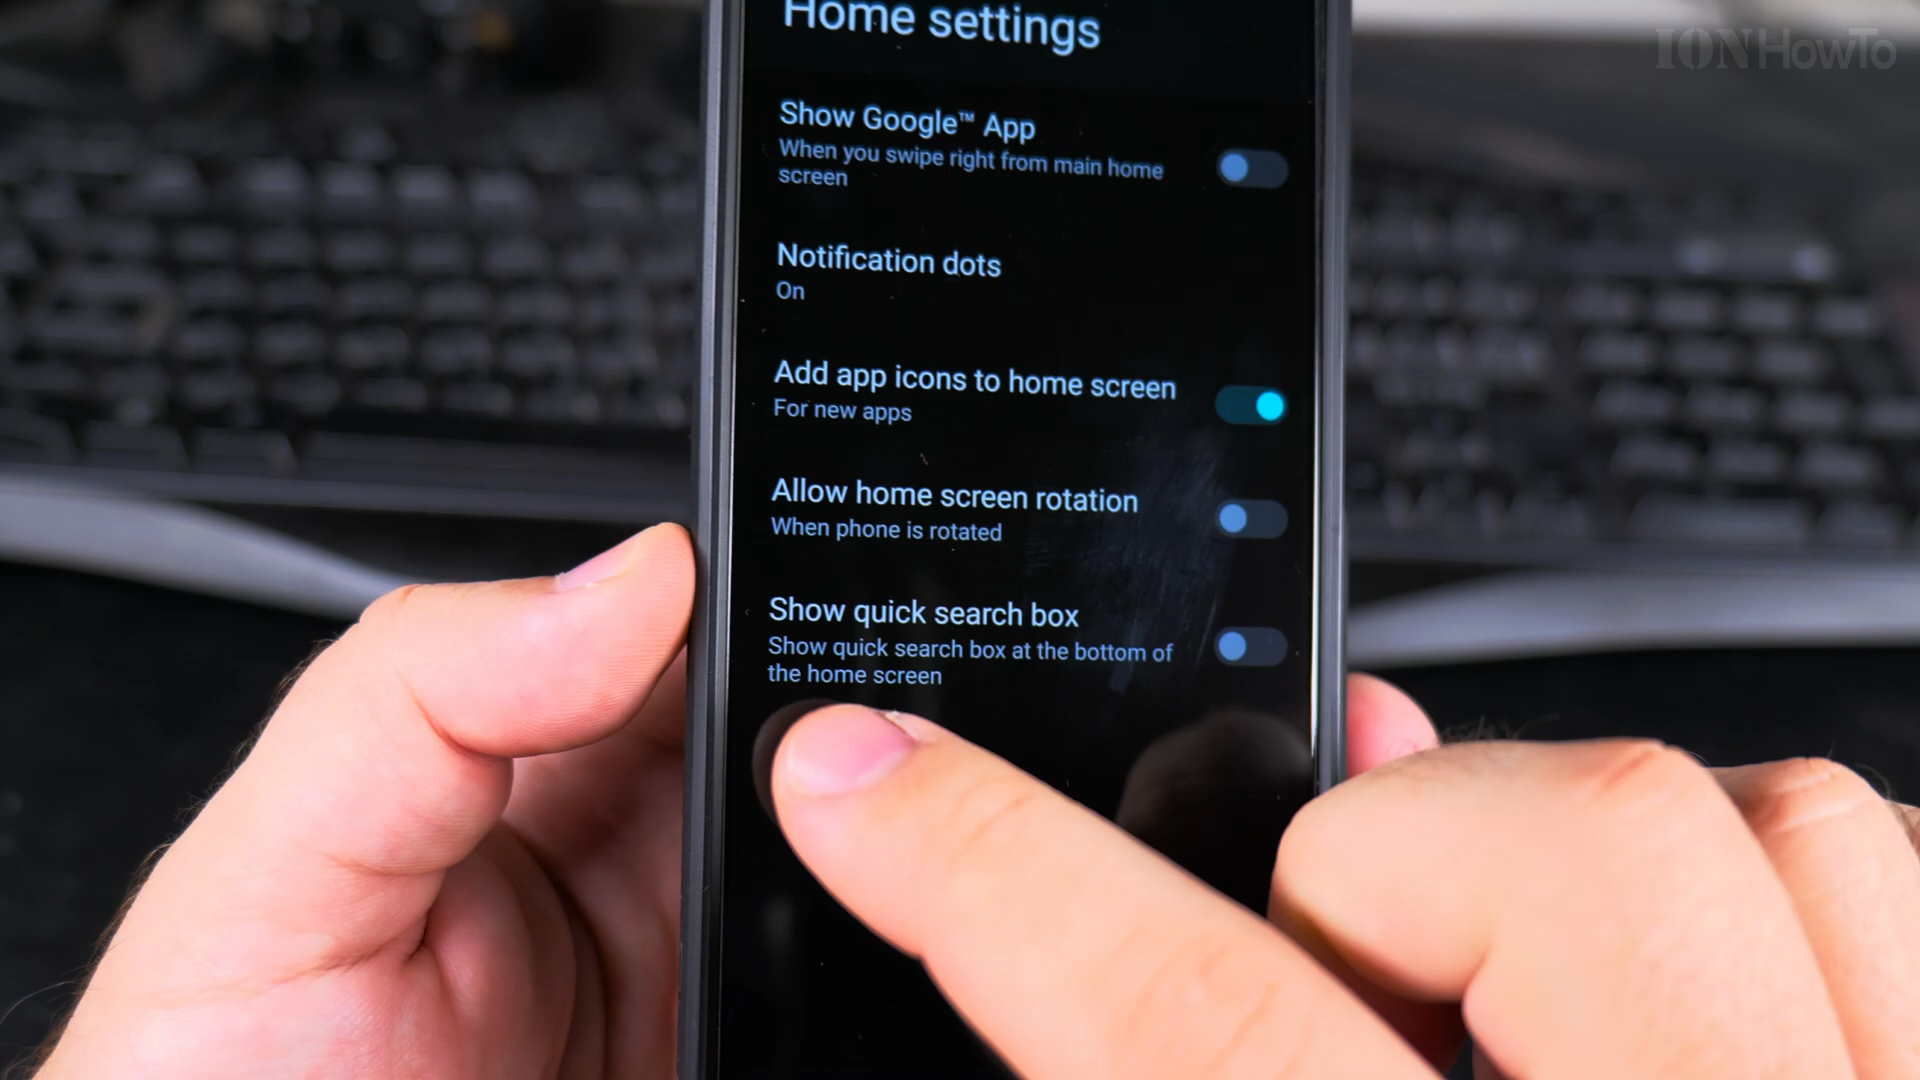 IONHowTo
Home settings
Show Google™ App
When you swipe right from main home
screen
Notification dots
On
Add app icons to home screen
For new apps
Allow home screen rotation
When phone is rotated
Show quick search box
Show quick search box at the bottom of
the home screen